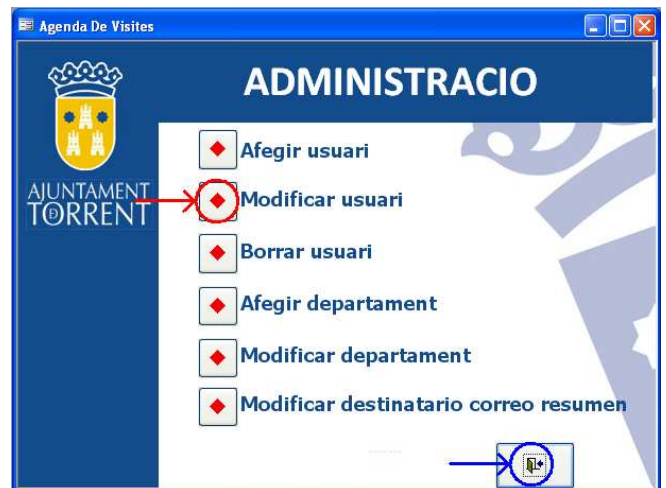 Agenda De Visites
ADMINISTRACIO
Afegir usuari
AJUNTAMENT
Modificar usuari
TORRENT
Borrar usuari
Afegir departament
Modificar departament
Modificar destinatario correo resumen